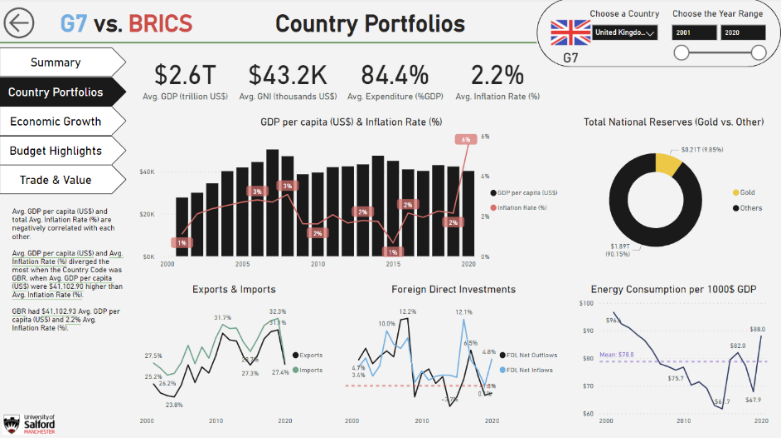 G7 vs. BRICS
Country Portfolios
Choose a Country
Choose the Year Range
United Kingdo...
2001
2020
G7
Summary
Country Portfolios
Economic Growth
Budget Highlights
Trade & Value
$2.6T
$43.2K
84.4%
2.2%
Avg. GDP (trillion US$)
Avg. GNI (thousands US$)
Avg. Expenditure (%GDP)
Avg. Inflation Rate (%)
GDP per capita (US$) & Inflation Rate (%)
6%
4%
2%
0%
$40K
$20K
$0K
1%
3%
3%
2%
2%
1%
2%
2%
6%
2000
2005
2010
2015
2020
GDP per capita (US$)
Inflation Rate (%)
Total National Reserves (Gold vs. Other)
$0.21T (9.85%)
$1.89T
(90.15%)
Gold
Others
Avg. GDP per capita (US$) and
total Avg. Inflation Rate (%) are
negatively correlated with each
other.
Avg. GDP per capita (US$) and Avg.
Inflation Rate (%) diverged the
most when the Country Code was
GBR, when Avg. GDP per capita
(US$) were $41,102.90 higher than
Avg. Inflation Rate (%).
GBR had $41,102.93 Avg. GDP per
capita (US$) and 2.2% Avg.
Inflation Rate (%).
Exports & Imports
27.5%
25.2%
26.2%
23.8%
31.7%
27.3%
32.3%
31.1%
27.4%
2000
2005
2010
2015
2020
Exports
Imports
Foreign Direct Investments
4.7%
3.4%
10.0%
12.2%
12.1%
6.5%
4.8%
2000
2005
2010
2015
2020
FDI, Net Outflows
FDI, Net Inflows
Energy Consumption per 1000$ GDP
$100
$90
$80
$70
$60
Mean: $78.8
$75.7
$82.0
$67.9
$88.0
2000
2010
2020
University of
Salford
MANCHESTER